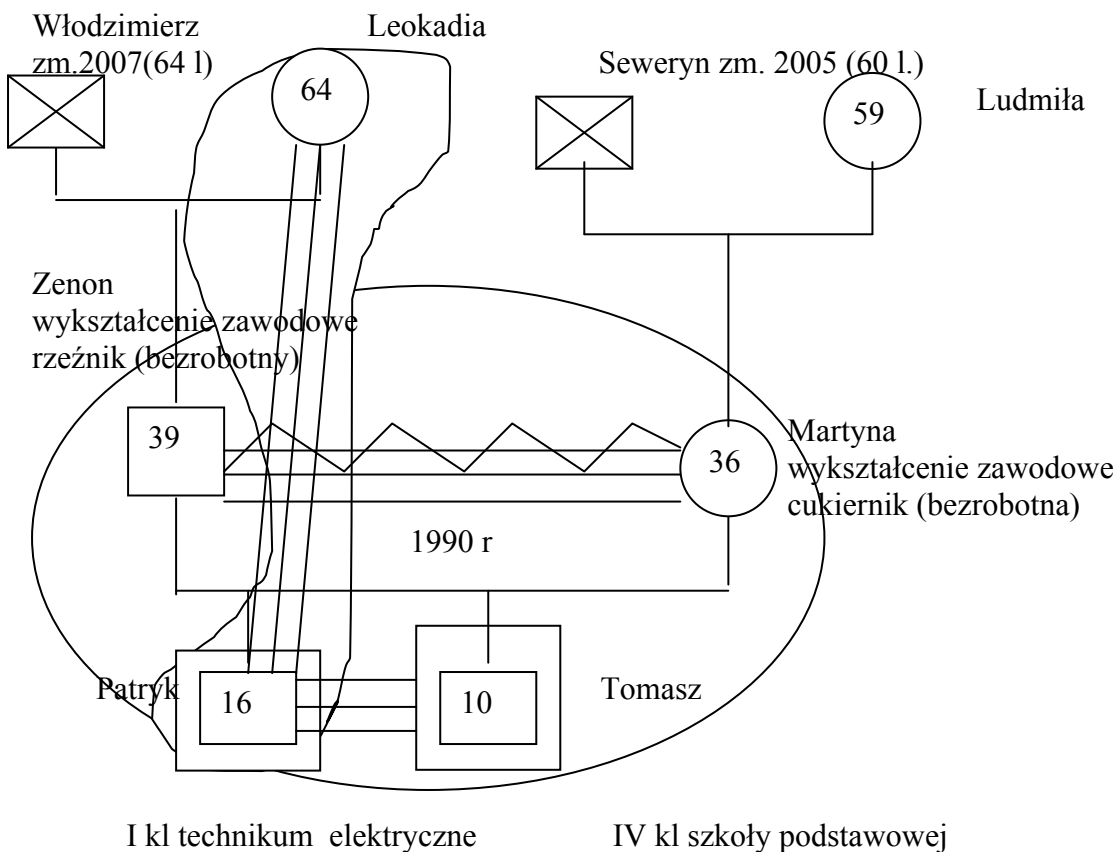 Włodzimierz
zm.2007(64 l)
Leokadia
64
Seweryn zm. 2005 (60 l.)
59
Ludmiła
Zenon
wykształcenie zawodowe
rzeźnik (bezrobotny)
39
36
Martyna
wykształcenie zawodowe
cukiernik (bezrobotna)
1990 r
Patryk
16
10
Tomasz
I kl technikum  elektryczne
IV kl szkoły podstawowej